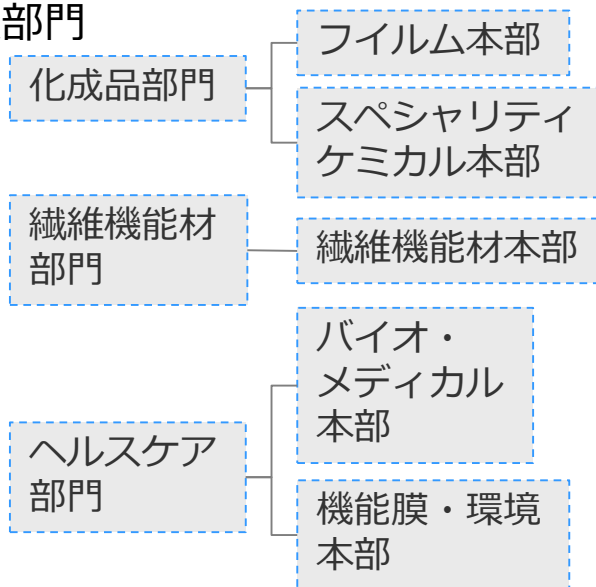 部門
化成品部門
フイルム本部
スペシャリティ
ケミカル本部
繊維機能材
部門
繊維機能材本部
ヘルスケア
部門
バイオ・
メディカル
本部
機能膜・環境
本部